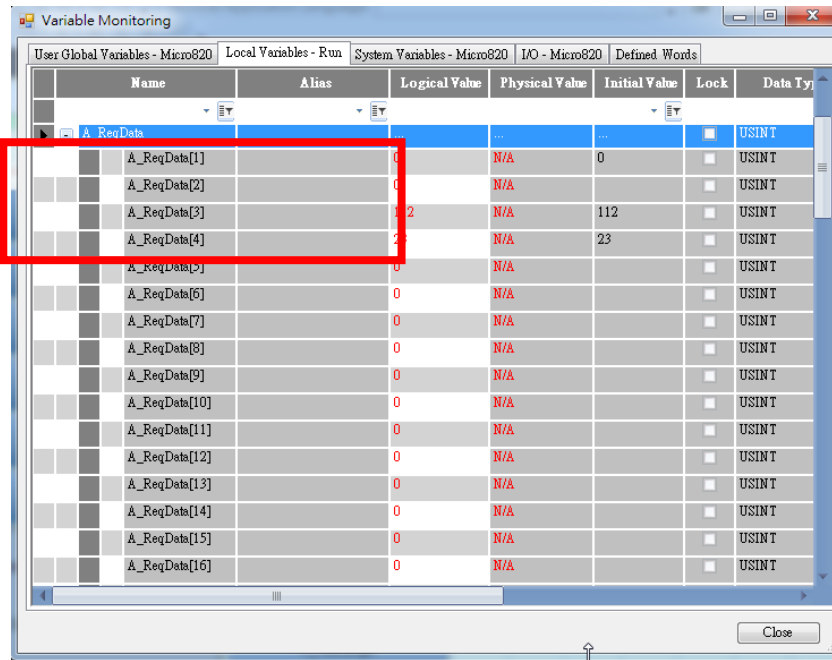 Variable Monitoring
User Global Variables - Micro820 Local Variables - Run System Variables - Micro820 I/O - Micro820 Defined Words
Name Alias Logical Value Physical Value Initial Value Lock Data Ty
A_ReqData ... ... ... USINT
A_ReqData[1] 0 N/A 0 USINT
A_ReqData[2] 0 N/A USINT
A_ReqData[3] 112 N/A 112 USINT
A_ReqData[4] 23 N/A 23 USINT
A_ReqData[5] 0 N/A USINT
A_ReqData[6] 0 N/A USINT
A_ReqData[7] 0 N/A USINT
A_ReqData[8] 0 N/A USINT
A_ReqData[9] 0 N/A USINT
A_ReqData[10] 0 N/A USINT
A_ReqData[11] 0 N/A USINT
A_ReqData[12] 0 N/A USINT
A_ReqData[13] 0 N/A USINT
A_ReqData[14] 0 N/A USINT
A_ReqData[15] 0 N/A USINT
A_ReqData[16] 0 N/A USINT
Close